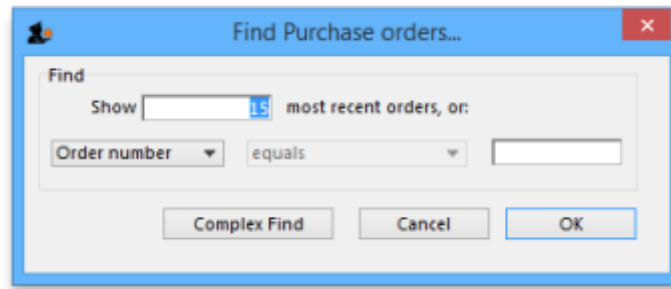 Find Purchase orders...
Find
Show 15 most recent orders, or:
Order number equals
Complex Find Cancel OK